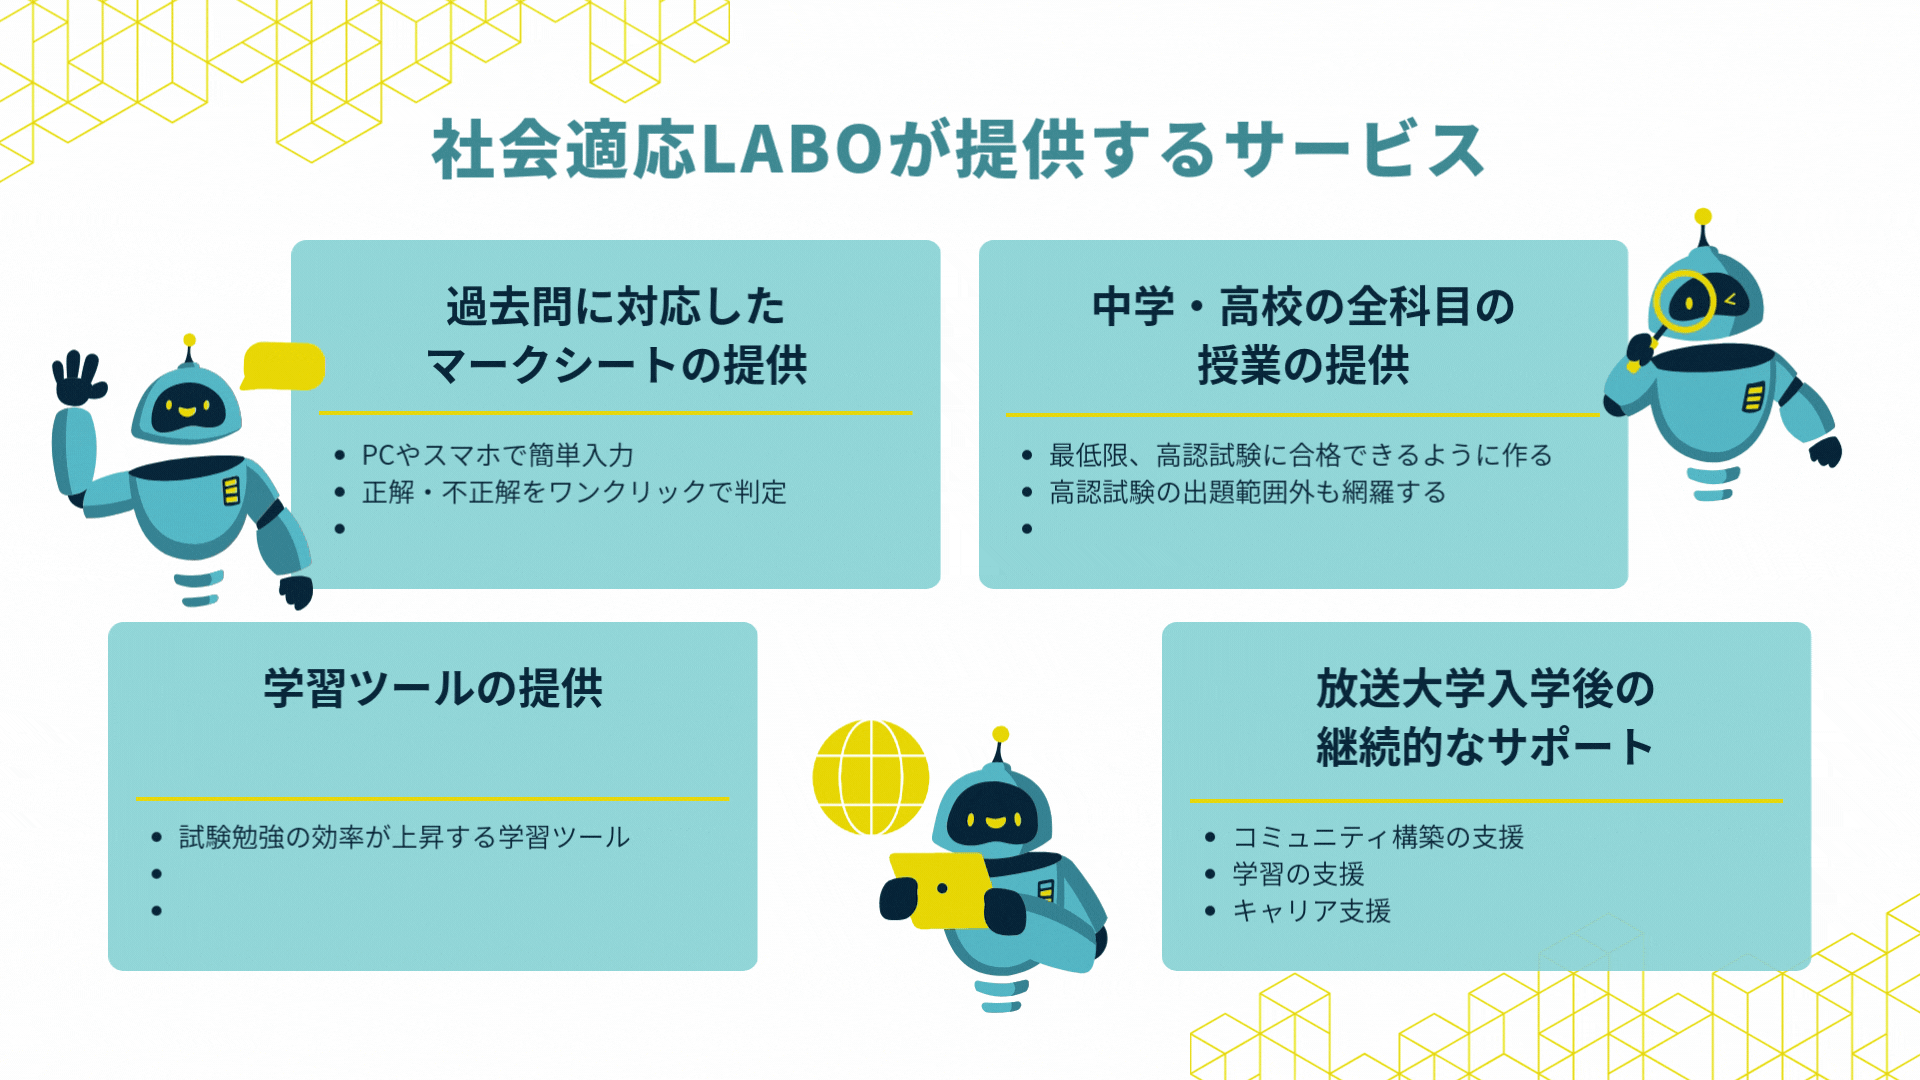 社会適応LABOが提供するサービス
過去問に対応した
マークシートの提供
• PCやスマホで簡単入力
• 正解・不正解をワンクリックで判定
•
中学・高校の全科目の
授業の提供
• 最低限、高認試験に合格できるように作る
• 高認試験の出題範囲外も網羅する
•
学習ツールの提供
• 試験勉強の効率が上昇する学習ツール
•
•
放送大学入学後の
継続的なサポート
• コミュニティ構築の支援
• 学習の支援
• キャリア支援